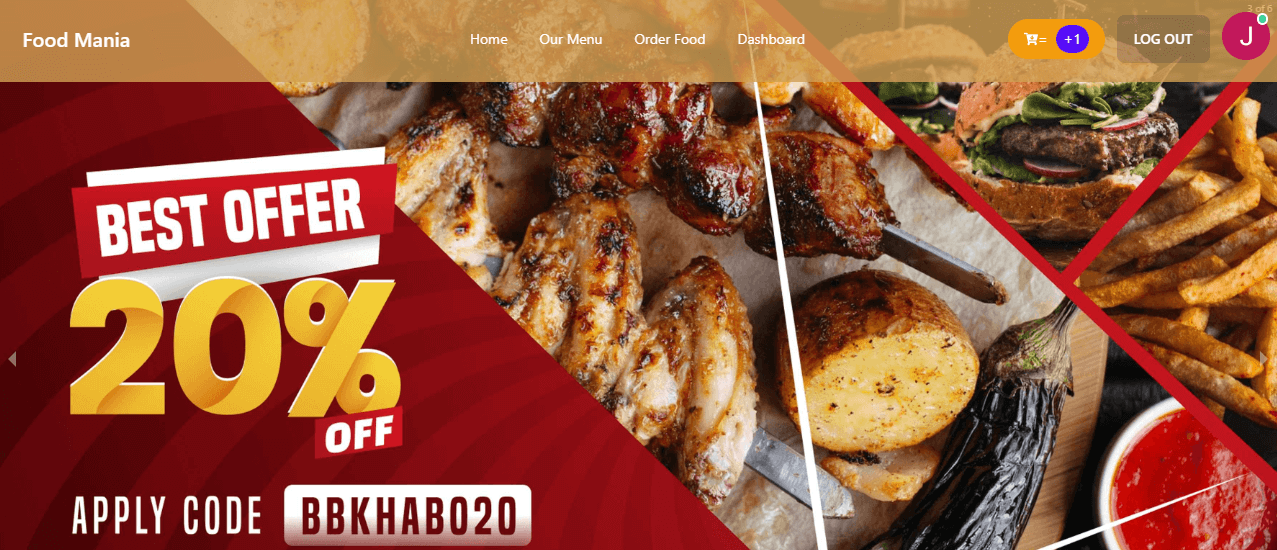 Food Mania
Home
Our Menu
Order Food
Dashboard
=
+1
LOG OUT
J
3 of 6
BEST OFFER
20%
OFF
APPLY CODE BBKHABO20